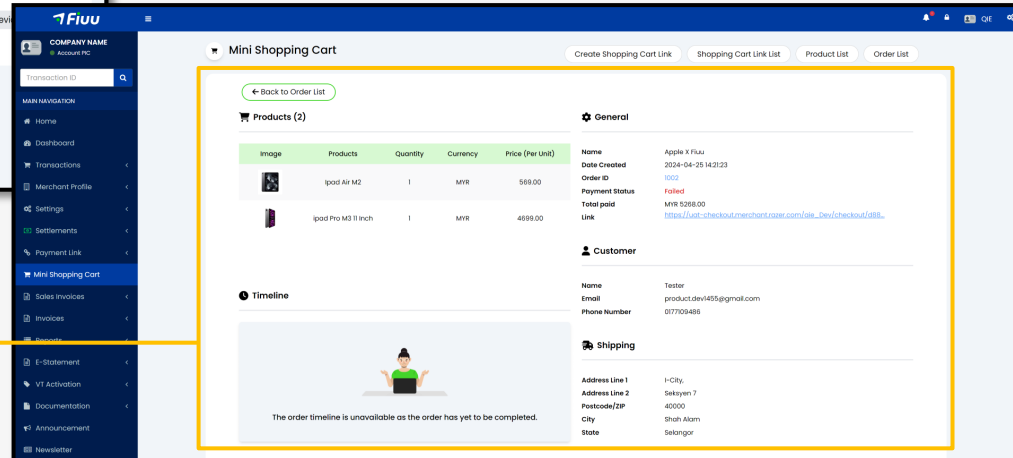 Fiuu
QIE
COMPANY NAME
Account PIC
Transaction ID
MAIN NAVIGATION
Home
Dashboard
Transactions
Merchant Profile
Settings
Settlements
Payment Link
Mini Shopping Cart
Sales Invoices
Invoices
Reports
E-Statement
VT Activation
Documentation
Announcement
Newsletter
Mini Shopping Cart
Create Shopping Cart Link
Shopping Cart Link List
Product List
Order List
Back to Order List
Products (2)
Image Products Quantity Currency Price (Per Unit)
Ipad Air M2 1 MYR 569.00
ipad Pro M3 11 Inch 1 MYR 4699.00
Timeline
The order timeline is unavailable as the order has yet to be completed.
General
Name Apple X Fiuu
Date Created 2024-04-25 14:21:23
Order ID 1002
Payment Status Failed
Total paid MYR 5268.00
Link https://uat-checkout.merchant.razer.com/qie_Dev/checkout/d88...
Customer
Name Tester
Email product.dev1455@gmail.com
Phone Number 0177109486
Shipping
Address Line 1 I-City,
Address Line 2 Seksyen 7
Postcode/ZIP 40000
City Shah Alam
State Selangor